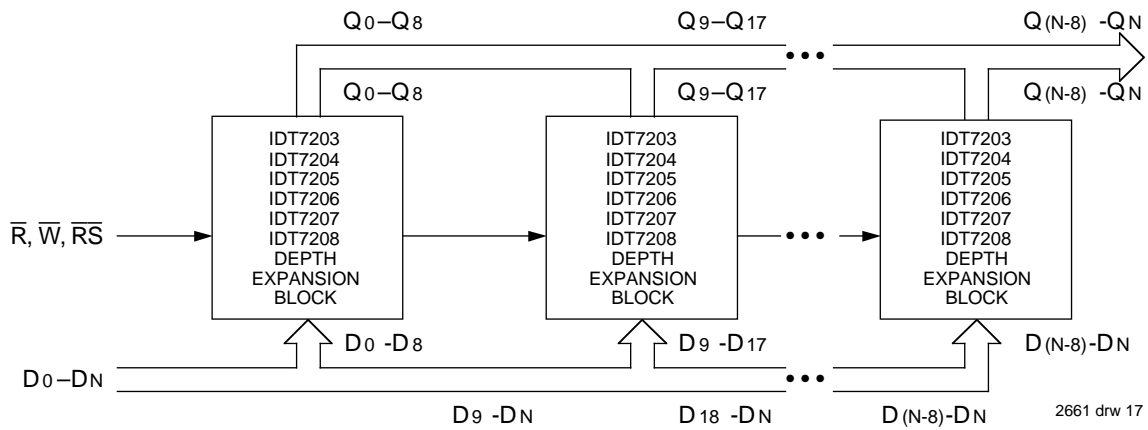 Q0–Q8 Q9–Q17 Q(N-8) -QN
Q0–Q8 Q9–Q17 Q(N-8) -QN
IDT7203
IDT7204
IDT7205
IDT7206
IDT7207
IDT7208
DEPTH
EXPANSION
BLOCK
IDT7203
IDT7204
IDT7205
IDT7206
IDT7207
IDT7208
DEPTH
EXPANSION
BLOCK
IDT7203
IDT7204
IDT7205
IDT7206
IDT7207
IDT7208
DEPTH
EXPANSION
BLOCK
R̅, W̅, R̅S̅
•••
•••
•••
D0 -D8 D9 -D17 D(N-8)-DN
D0–DN
D9 -DN D18 -DN D(N-8)-DN
2661 drw 17